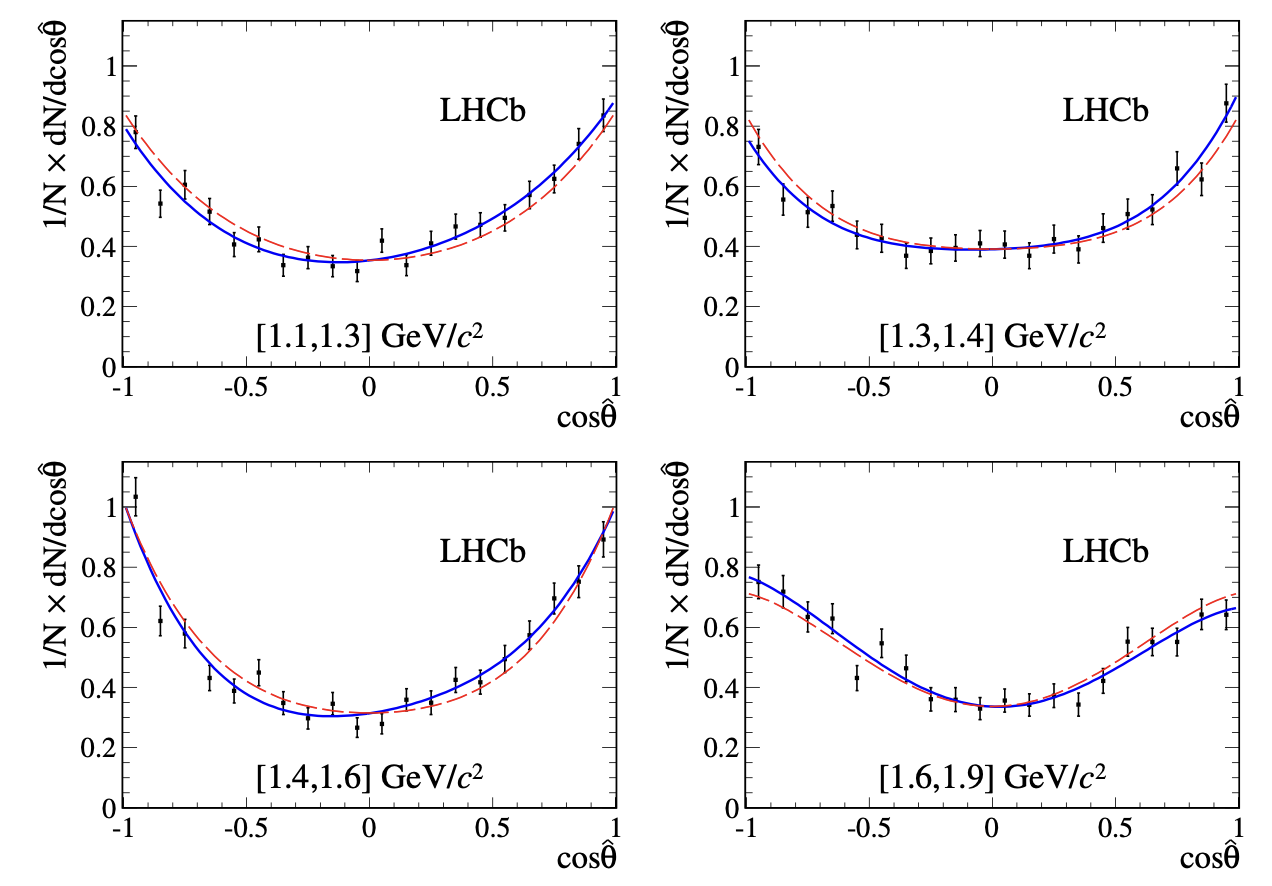 1/N × dN/dcosθ̂
1
0.8
0.6
0.4
0.2
0
LHCb
[1.1,1.3] GeV/c²
-1 -0.5 0 0.5 1
cosθ̂
1/N × dN/dcosθ̂
1
0.8
0.6
0.4
0.2
0
LHCb
[1.3,1.4] GeV/c²
-1 -0.5 0 0.5 1
cosθ̂
1/N × dN/dcosθ̂
1
0.8
0.6
0.4
0.2
0
LHCb
[1.4,1.6] GeV/c²
-1 -0.5 0 0.5 1
cosθ̂
1/N × dN/dcosθ̂
1
0.8
0.6
0.4
0.2
0
LHCb
[1.6,1.9] GeV/c²
-1 -0.5 0 0.5 1
cosθ̂